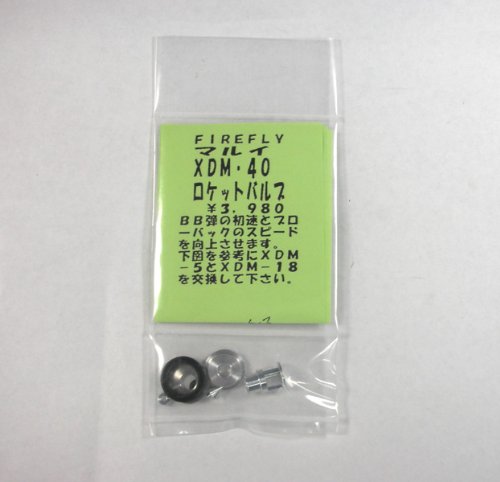 FIREFLY
マルイ
XDM・40
ロケットバルブ
¥3,980
BB弾の初速とブロ
ーバックのスピード
を向上させます。
下図を参考にXDM
-5とXDM-18
を交換して下さい。